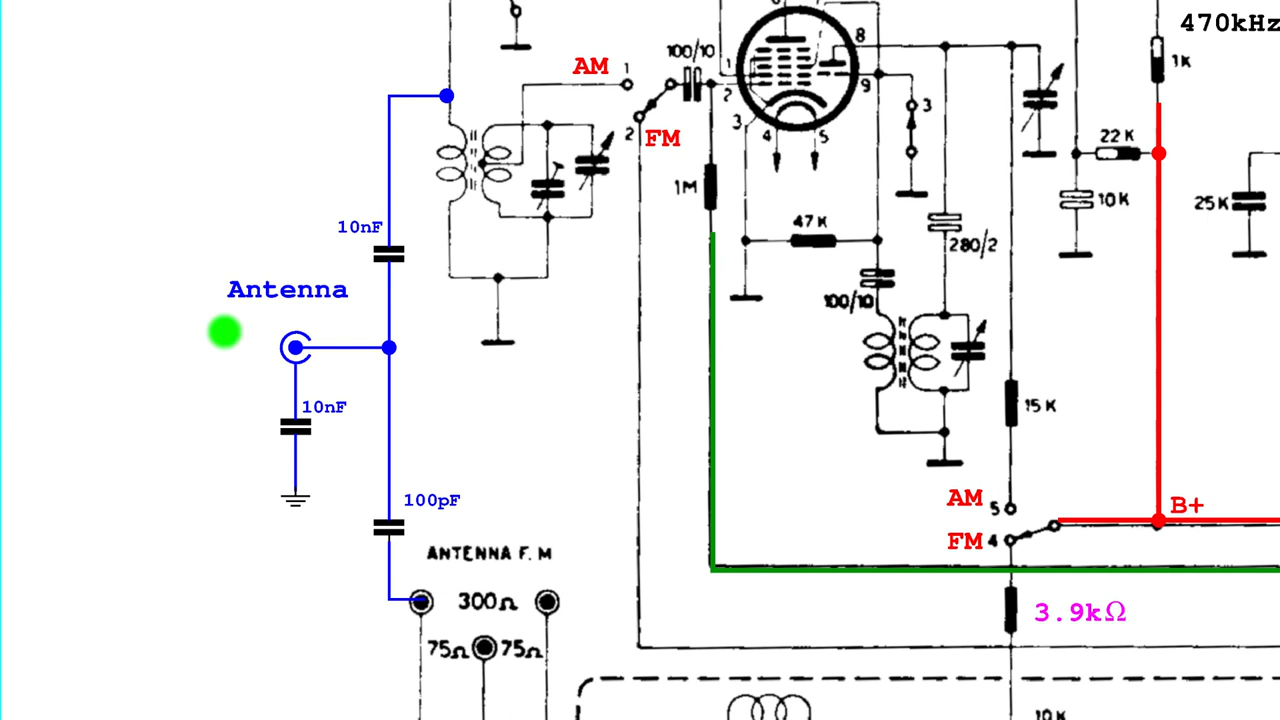 470kHz
1K
6
8
100/10
AM
1
1
2
9
3
FM
2
3
4
5
22K
1M
10K
25K
47K
280/2
10nF
100/10
Antenna
10nF
15K
100pF
AM
5
B+
FM
4
ANTENNA F.M
300Ω
3.9kΩ
75Ω
75Ω
10K